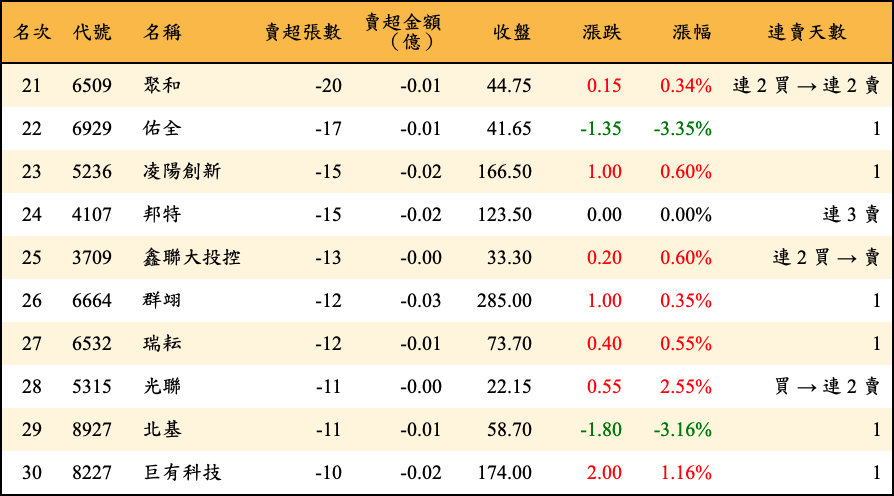 名次 代號 名稱 賣超張數 賣超金額（億） 收盤 漲跌 漲幅 連賣天數
21 6509 聚和 -20 -0.01 44.75 0.15 0.34% 連 2 買 → 連 2 賣
22 6929 佑全 -17 -0.01 41.65 -1.35 -3.35% 1
23 5236 凌陽創新 -15 -0.02 166.50 1.00 0.60% 1
24 4107 邦特 -15 -0.02 123.50 0.00 0.00% 連 3 賣
25 3709 鑫聯大投控 -13 -0.00 33.30 0.20 0.60% 連 2 買 → 賣
26 6664 群翊 -12 -0.03 285.00 1.00 0.35% 1
27 6532 瑞耘 -12 -0.01 73.70 0.40 0.55% 1
28 5315 光聯 -11 -0.00 22.15 0.55 2.55% 買 → 連 2 賣
29 8927 北基 -11 -0.01 58.70 -1.80 -3.16% 1
30 8227 巨有科技 -10 -0.02 174.00 2.00 1.16% 1